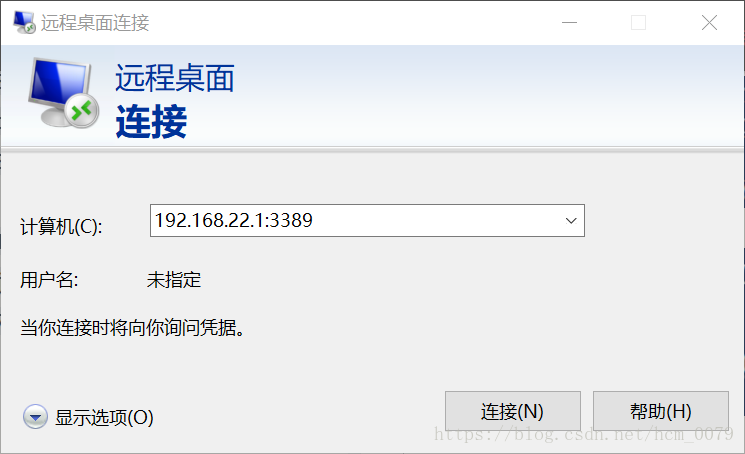 远程桌面连接
远程桌面
连接
计算机(C):
192.168.22.1:3389
用户名:
未指定
当你连接时将向你询问凭据。
显示选项(O)
连接(N)
帮助(H)
https://blog.csdn.net/hcm_0079